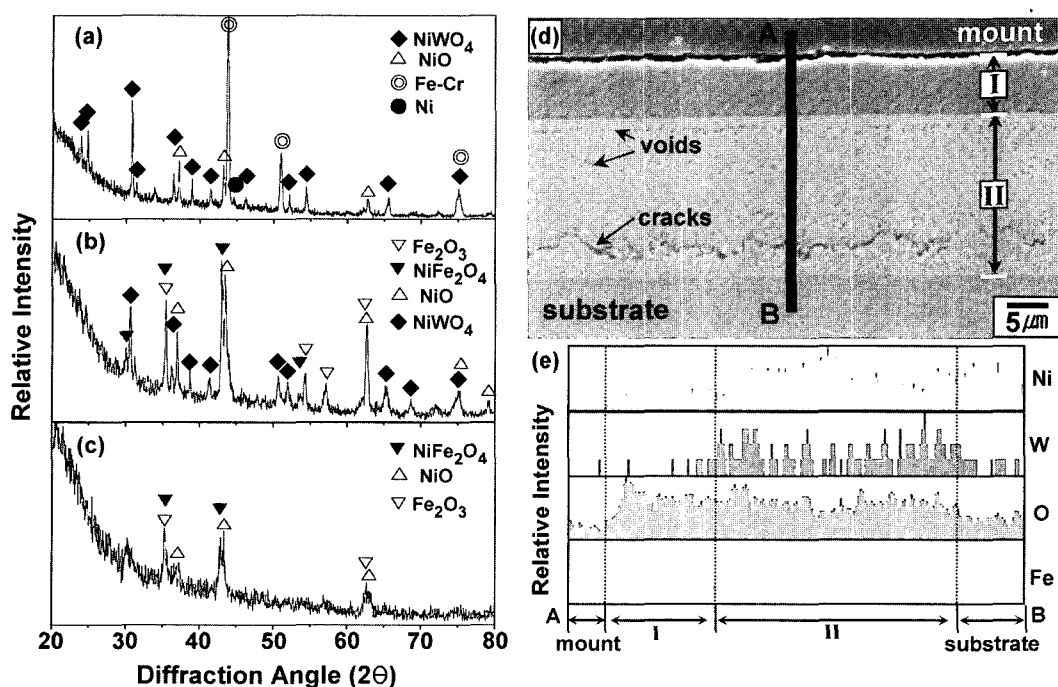 (a)
◆ NiWO₄
△ NiO
◎ Fe-Cr
● Ni
(b)
▽ Fe₂O₃
▼ NiFe₂O₄
△ NiO
◆ NiWO₄
(c)
▼ NiFe₂O₄
△ NiO
▽ Fe₂O₃
Relative Intensity
20 30 40 50 60 70 80
Diffraction Angle (2Θ)
(d)
A
mount
I
voids
II
cracks
substrate
B
5㎛
(e)
Ni
W
O
Fe
Relative Intensity
A
B
mount
I
II
substrate